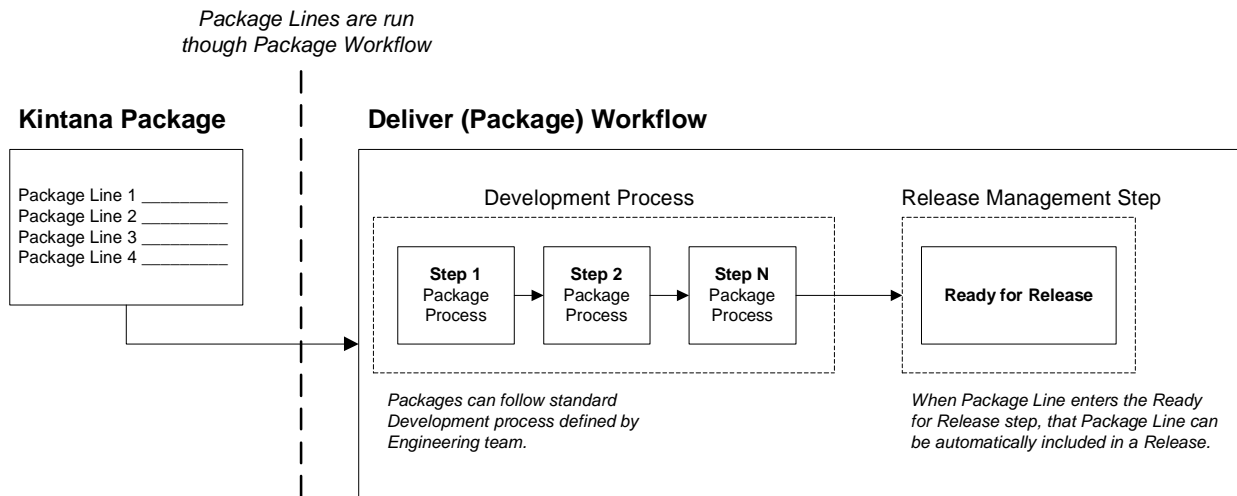 Package Lines are run
though Package Workflow
Kintana Package
Package Line 1 _________
Package Line 2 _________
Package Line 3 _________
Package Line 4 _________
Deliver (Package) Workflow
Development Process
Step 1
Package
Process
Step 2
Package
Process
Step N
Package
Process
Packages can follow standard
Development process defined by
Engineering team.
Release Management Step
Ready for Release
When Package Line enters the Ready
for Release step, that Package Line can
be automatically included in a Release.